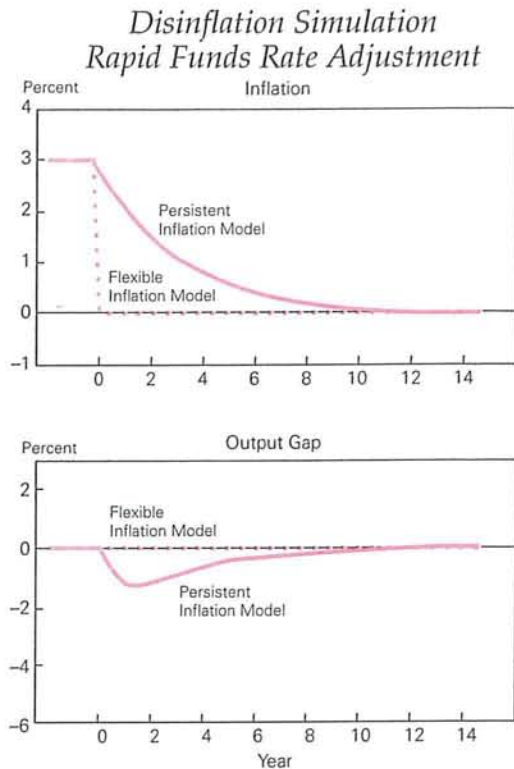 Disinflation Simulation
Rapid Funds Rate Adjustment
Percent
Inflation
4
3
2
1
0
–1
Persistent
Inflation Model
Flexible
Inflation Model
0 2 4 6 8 10 12 14
Percent
Output Gap
2
0
–2
–4
–6
Flexible
Inflation Model
Persistent
Inflation Model
0 2 4 6 8 10 12 14
Year